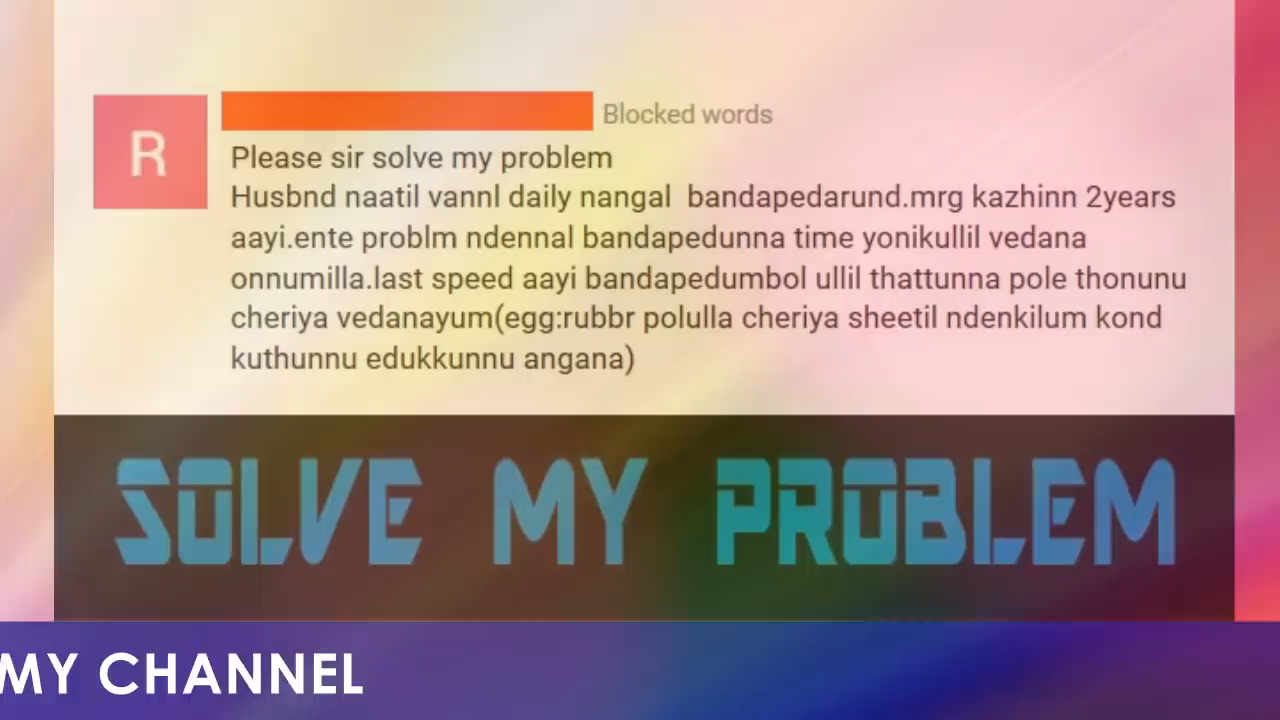 R
Blocked words
Please sir solve my problem
Husbnd naatil vannl daily nangal  bandapedarund.mrg kazhinn 2years
aayi.ente problm ndennal bandapedunna time yonikullil vedana
onnumilla.last speed aayi bandapedumbol ullil thattunna pole thonunu
cheriya vedanayum(egg:rubbr polulla cheriya sheetil ndenkilum kond
kuthunnu edukkunnu angana)
SOLVE MY PROBLEM
MY CHANNEL